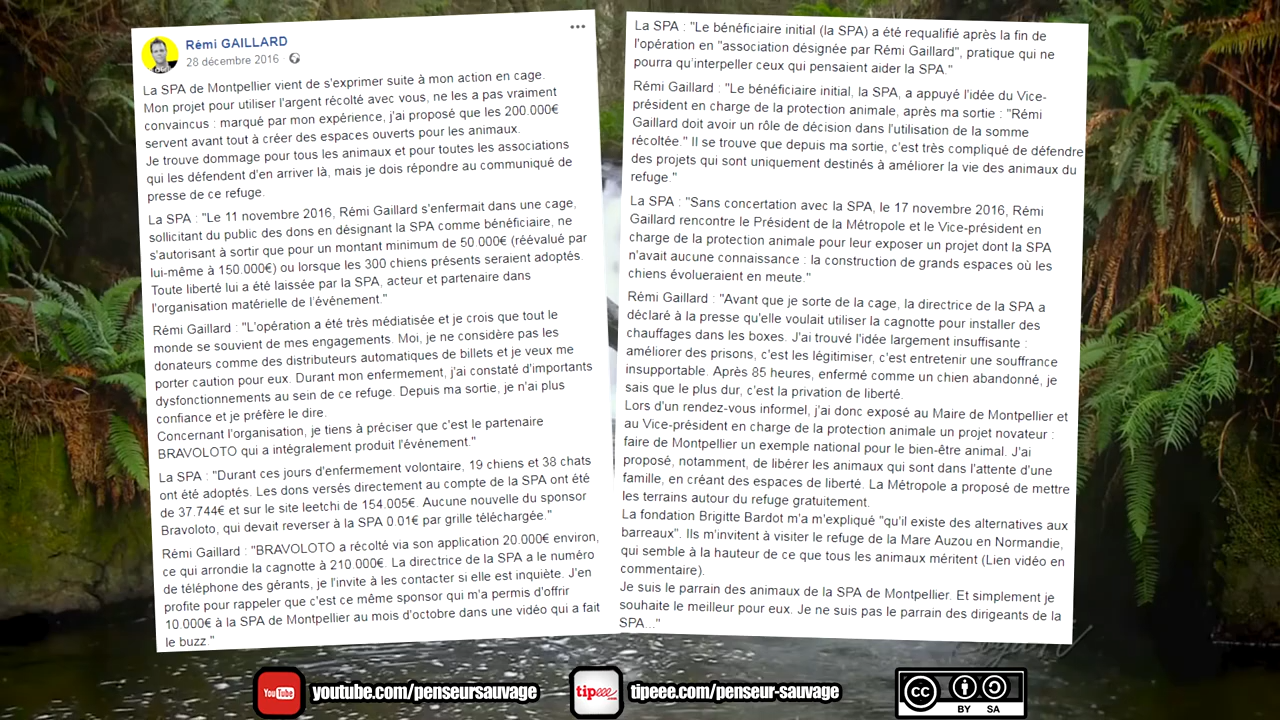 Rémi GAILLARD
28 décembre 2016
La SPA de Montpellier vient de s'exprimer suite à mon action en cage.
Mon projet pour utiliser l'argent récolté avec vous, ne les a pas vraiment
convaincus : marqué par mon expérience, j'ai proposé que les 200.000€
servent avant tout à créer des espaces ouverts pour les animaux.
Je trouve dommage pour tous les animaux et pour toutes les associations
qui les défendent d'en arriver là, mais je dois répondre au communiqué de
presse de ce refuge.
La SPA : "Le 11 novembre 2016, Rémi Gaillard s'enfermait dans une cage,
sollicitant du public des dons en désignant la SPA comme bénéficiaire, ne
s'autorisant à sortir que pour un montant minimum de 50.000€ (réévalué par
lui-même à 150.000€) ou lorsque les 300 chiens présents seraient adoptés.
Toute liberté lui a été laissée par la SPA, acteur et partenaire dans
l'organisation matérielle de l'événement."
Rémi Gaillard : "L'opération a été très médiatisée et je crois que tout le
monde se souvient de mes engagements. Moi, je ne considère pas les
donateurs comme des distributeurs automatiques de billets et je veux me
porter caution pour eux. Durant mon enfermement, j'ai constaté d'importants
dysfonctionnements au sein de ce refuge. Depuis ma sortie, je n'ai plus
confiance et je préfère le dire.
Concernant l'organisation, je tiens à préciser que c'est le partenaire
BRAVOLOTO qui a intégralement produit l'événement."
La SPA : "Durant ces jours d'enfermement volontaire, 19 chiens et 38 chats
ont été adoptés. Les dons versés directement au compte de la SPA ont été
de 37.744€ et sur le site leetchi de 154.005€. Aucune nouvelle du sponsor
Bravoloto, qui devait reverser à la SPA 0.01€ par grille téléchargée."
Rémi Gaillard : "BRAVOLOTO a récolté via son application 20.000€ environ,
ce qui arrondie la cagnotte à 210.000€. La directrice de la SPA a le numéro
de téléphone des gérants, je l'invite à les contacter si elle est inquiète. J'en
profite pour rappeler que c'est ce même sponsor qui m'a permis d'offrir
10.000€ à la SPA de Montpellier au mois d'octobre dans une vidéo qui a fait
le buzz."
La SPA : "Le bénéficiaire initial (la SPA) a été requalifié après la fin de
l'opération en "association désignée par Rémi Gaillard", pratique qui ne
pourra qu'interpeller ceux qui pensaient aider la SPA."
Rémi Gaillard : "Le bénéficiaire initial, la SPA, a appuyé l'idée du Vice-
président en charge de la protection animale, après ma sortie : "Rémi
Gaillard doit avoir un rôle de décision dans l'utilisation de la somme
récoltée." Il se trouve que depuis ma sortie, c'est très compliqué de défendre
des projets qui sont uniquement destinés à améliorer la vie des animaux du
refuge."
La SPA : "Sans concertation avec la SPA, le 17 novembre 2016, Rémi
Gaillard rencontre le Président de la Métropole et le Vice-président en
charge de la protection animale pour leur exposer un projet dont la SPA
n'avait aucune connaissance : la construction de grands espaces où les
chiens évolueraient en meute."
Rémi Gaillard : "Avant que je sorte de la cage, la directrice de la SPA a
déclaré à la presse qu'elle voulait utiliser la cagnotte pour installer des
chauffages dans les boxes. J'ai trouvé l'idée largement insuffisante :
améliorer des prisons, c'est les légitimiser, c'est entretenir une souffrance
insupportable. Après 85 heures, enfermé comme un chien abandonné, je
sais que le plus dur, c'est la privation de liberté.
Lors d'un rendez-vous informel, j'ai donc exposé au Maire de Montpellier et
au Vice-président en charge de la protection animale un projet novateur :
faire de Montpellier un exemple national pour le bien-être animal. J'ai
proposé, notamment, de libérer les animaux qui sont dans l'attente d'une
famille, en créant des espaces de liberté. La Métropole a proposé de mettre
les terrains autour du refuge gratuitement.
La fondation Brigitte Bardot m'a m'expliqué "qu'il existe des alternatives aux
barreaux". Ils m'invitent à visiter le refuge de la Mare Auzou en Normandie,
qui semble à la hauteur de ce que tous les animaux méritent (Lien vidéo en
commentaire).
Je suis le parrain des animaux de la SPA de Montpellier. Et simplement je
souhaite le meilleur pour eux. Je ne suis pas le parrain des dirigeants de la
SPA..."
You Tube
youtube.com/penseursauvage
tipeee
tipeee.com/penseur-sauvage
cc
BY SA